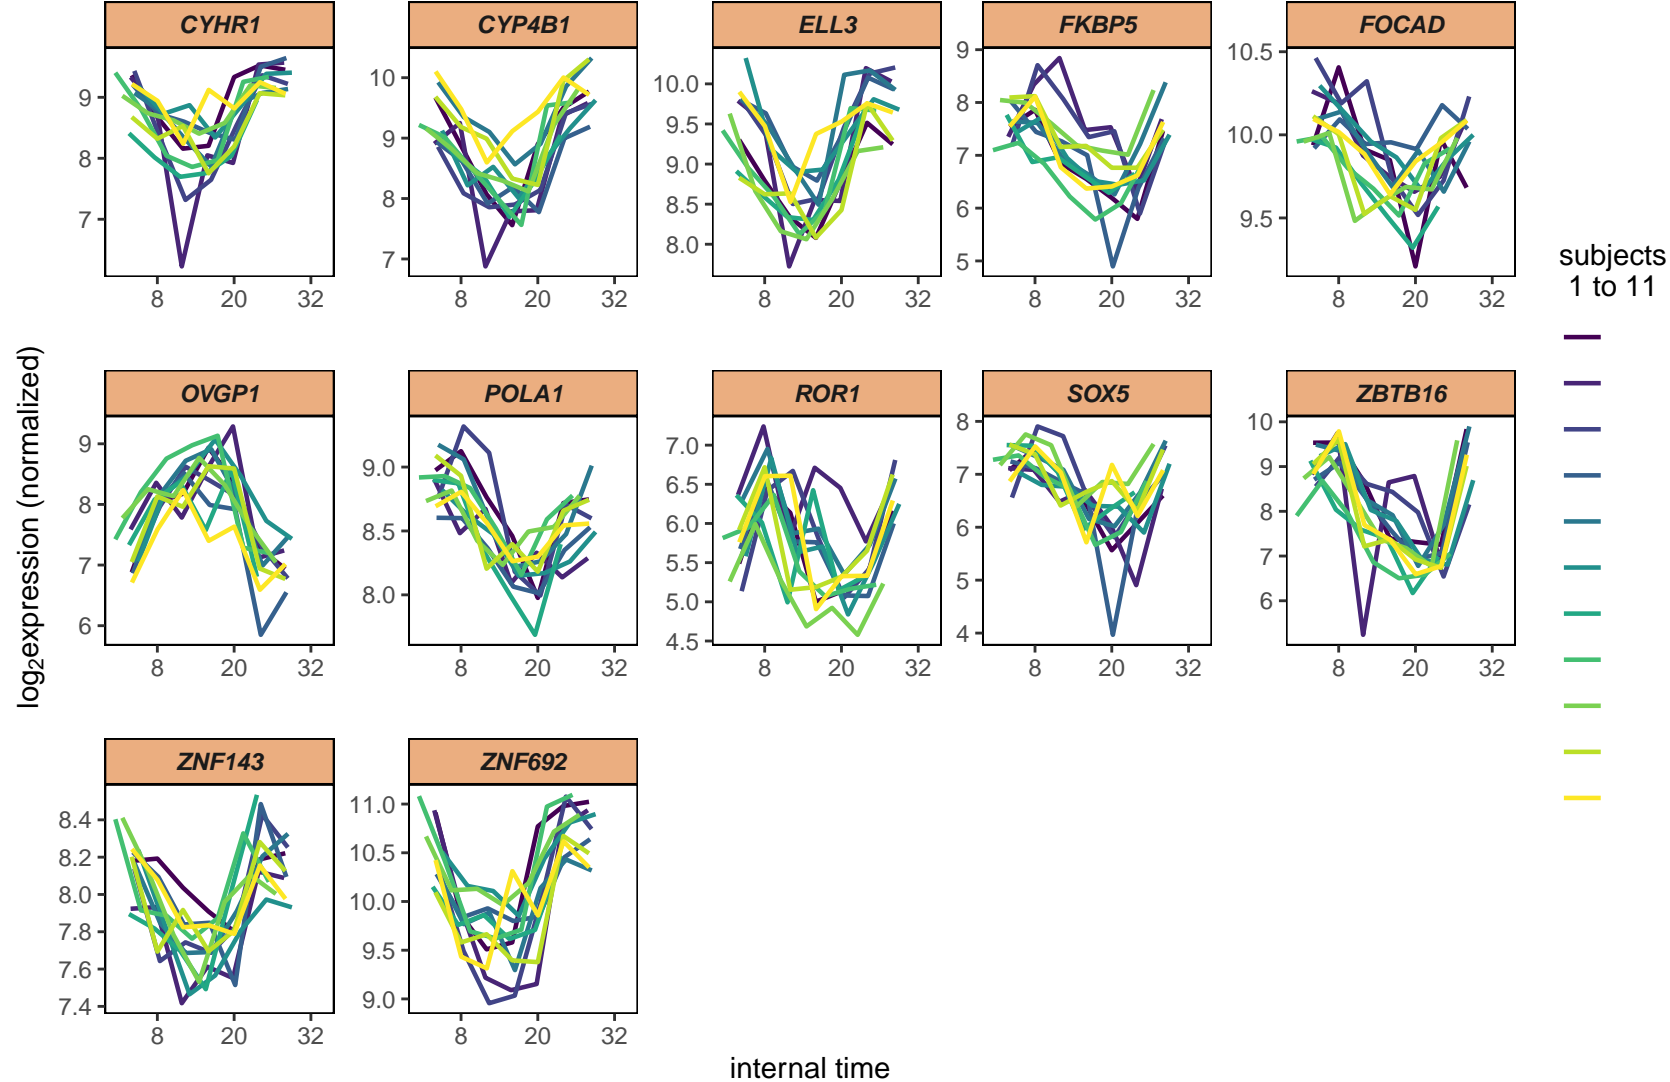 CYHR1 CYP4B1 ELL3 FKBP5 FOCAD
9
8
7
8 20 32
10
9
8
7
8 20 32
10.0
9.5
9.0
8.5
8.0
8 20 32
9
8
7
6
5
8 20 32
10.5
10.0
9.5
8 20 32
OVGP1 POLA1 ROR1 SOX5 ZBTB16
9
8
7
6
8 20 32
9.0
8.5
8.0
8 20 32
7.0
6.5
6.0
5.5
5.0
4.5
8 20 32
8
7
6
5
4
8 20 32
10
9
8
7
6
8 20 32
ZNF143 ZNF692
8.4
8.2
8.0
7.8
7.6
7.4
8 20 32
11.0
10.5
10.0
9.5
9.0
8 20 32
log₂expression (normalized)
internal time
subjects
1 to 11